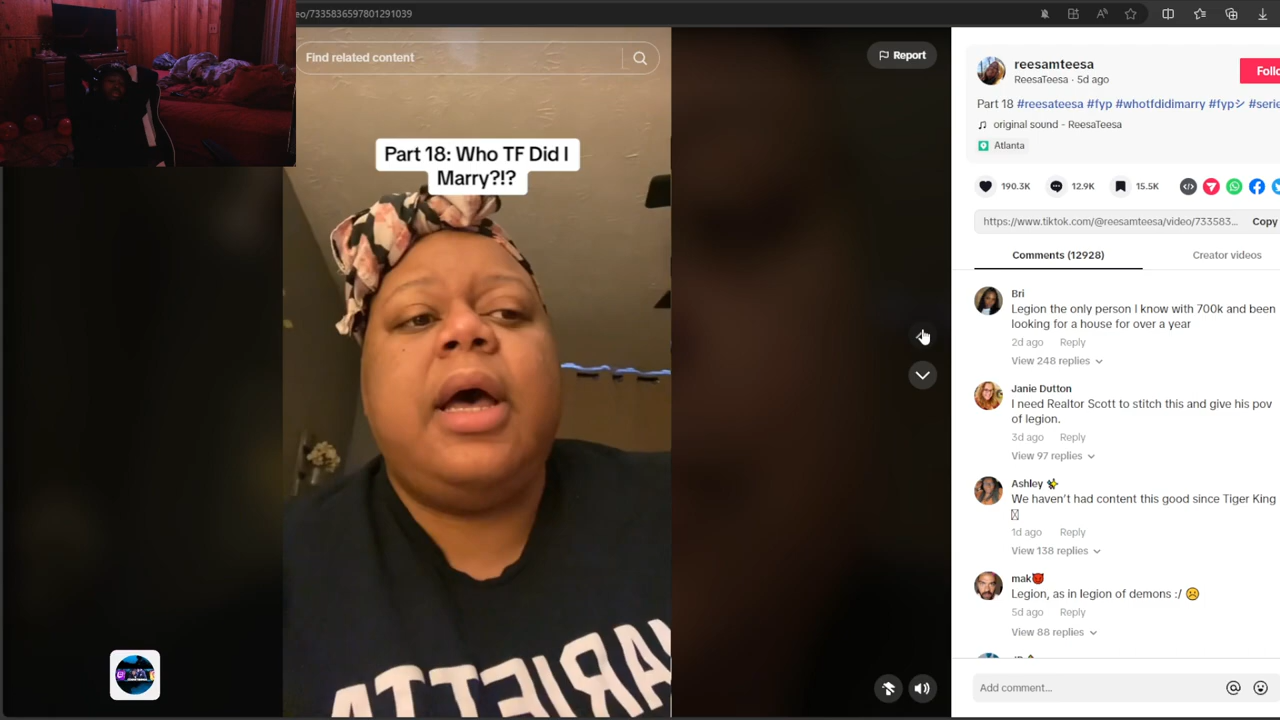 eo/7335836597801291039
Find related content
Report
Part 18: Who TF Did I
Marry?!?
MARIETTA
reesamteesa
ReesaTeesa · 5d ago
Follo
Part 18 #reesateesa #fyp #whotfdidimarry #fypシ #serie
original sound - ReesaTeesa
Atlanta
190.3K
12.9K
15.5K
https://www.tiktok.com/@reesamteesa/video/733583...
Copy
Comments (12928)
Creator videos
Bri
Legion the only person I know with 700k and been
looking for a house for over a year
2d ago Reply
View 248 replies
Janie Dutton
I need Realtor Scott to stitch this and give his pov
of legion.
3d ago Reply
View 97 replies
Ashley
We haven't had content this good since Tiger King
1d ago Reply
View 138 replies
mak
Legion, as in legion of demons :/
5d ago Reply
View 88 replies
Add comment...